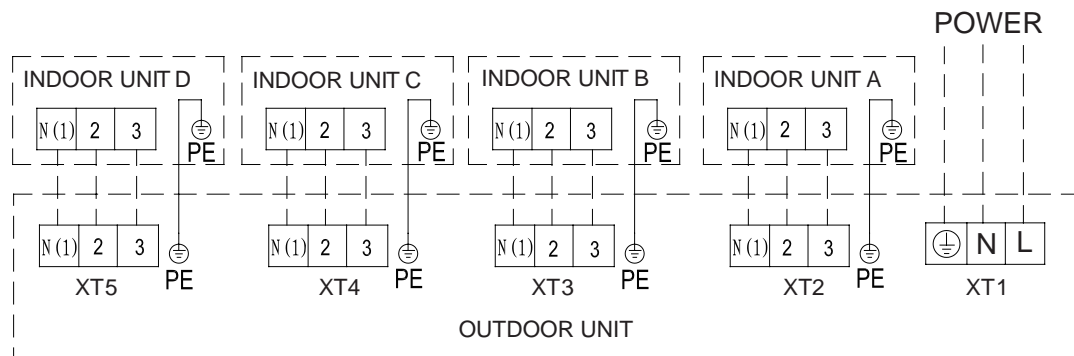 POWER
INDOOR UNIT D INDOOR UNIT C INDOOR UNIT B INDOOR UNIT A
N(1) 2 3 N(1) 2 3 N(1) 2 3 N(1) 2 3
PE PE PE PE
N(1) 2 3 N(1) 2 3 N(1) 2 3 N(1) 2 3 N L
PE PE PE PE
XT5 XT4 XT3 XT2 XT1
OUTDOOR UNIT